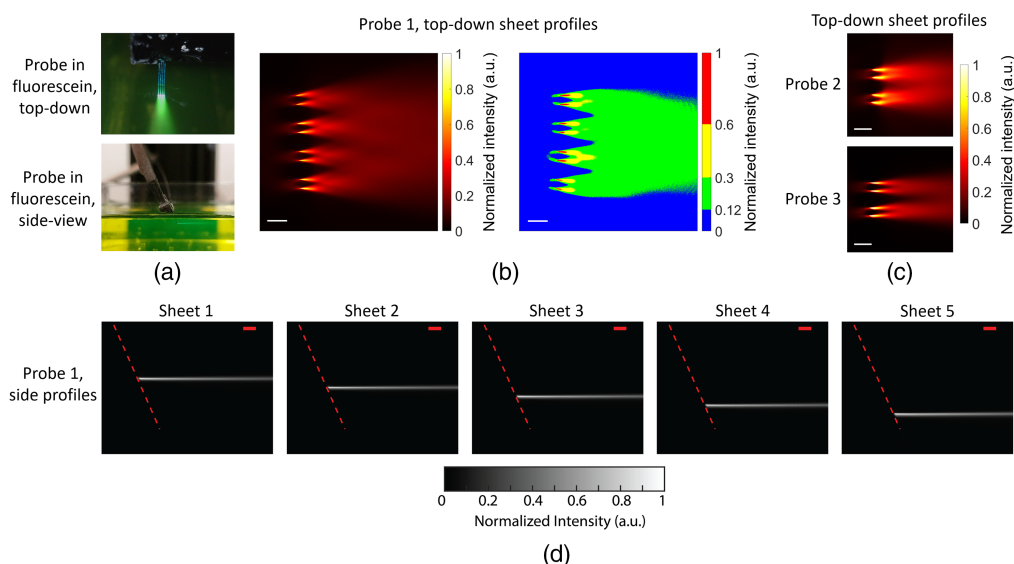 Probe 1, top-down sheet profiles
Top-down sheet profiles
Probe in
fluorescein,
top-down
Probe in
fluorescein,
side-view
(a)
1
0.8
0.6
0.4
0.2
0
Normalized intensity (a.u.)
1
0.6
0.3
0.12
0
Normalized intensity (a.u.)
(b)
Probe 2
Probe 3
1
0.8
0.6
0.4
0.2
0
Normalized intensity (a.u.)
(c)
Sheet 1
Sheet 2
Sheet 3
Sheet 4
Sheet 5
Probe 1,
side profiles
0 0.2 0.4 0.6 0.8 1
Normalized Intensity (a.u.)
(d)